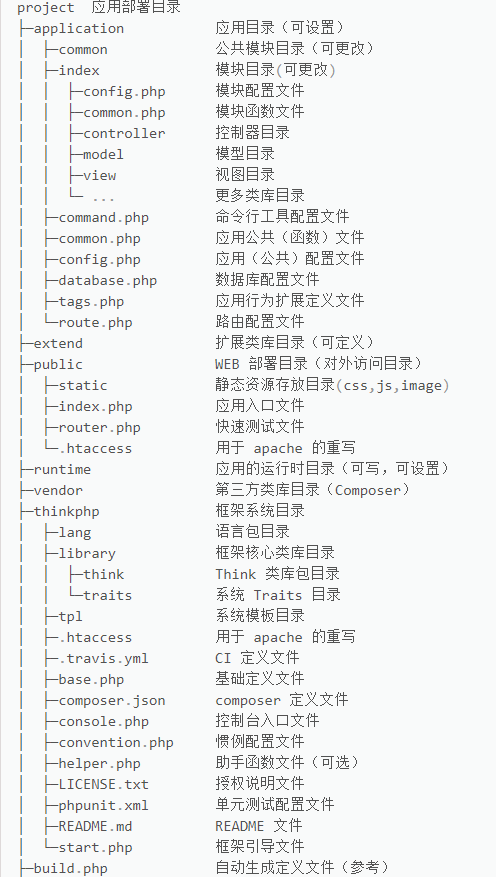 project  应用部署目录
├─application           应用目录（可设置）
│  ├─common             公共模块目录（可更改）
│  ├─index              模块目录(可更改)
│  │  ├─config.php      模块配置文件
│  │  ├─common.php      模块函数文件
│  │  ├─controller      控制器目录
│  │  ├─model           模型目录
│  │  ├─view            视图目录
│  │  └─ ...            更多类库目录
│  ├─command.php        命令行工具配置文件
│  ├─common.php         应用公共（函数）文件
│  ├─config.php         应用（公共）配置文件
│  ├─database.php       数据库配置文件
│  ├─tags.php           应用行为扩展定义文件
│  └─route.php          路由配置文件
├─extend                扩展类库目录（可定义）
├─public                WEB 部署目录（对外访问目录）
│  ├─static             静态资源存放目录(css,js,image)
│  ├─index.php          应用入口文件
│  ├─router.php         快速测试文件
│  └─.htaccess          用于 apache 的重写
├─runtime               应用的运行时目录（可写，可设置）
├─vendor                第三方类库目录（Composer）
├─thinkphp              框架系统目录
│  ├─lang               语言包目录
│  ├─library            框架核心类库目录
│  │  ├─think           Think 类库包目录
│  │  └─traits          系统 Traits 目录
│  ├─tpl                系统模板目录
│  ├─.htaccess          用于 apache 的重写
│  ├─.travis.yml        CI 定义文件
│  ├─base.php           基础定义文件
│  ├─composer.json      composer 定义文件
│  ├─console.php        控制台入口文件
│  ├─convention.php     惯例配置文件
│  ├─helper.php         助手函数文件（可选）
│  ├─LICENSE.txt        授权说明文件
│  ├─phpunit.xml        单元测试配置文件
│  ├─README.md          README 文件
│  └─start.php          框架引导文件
├─build.php             自动生成定义文件（参考）